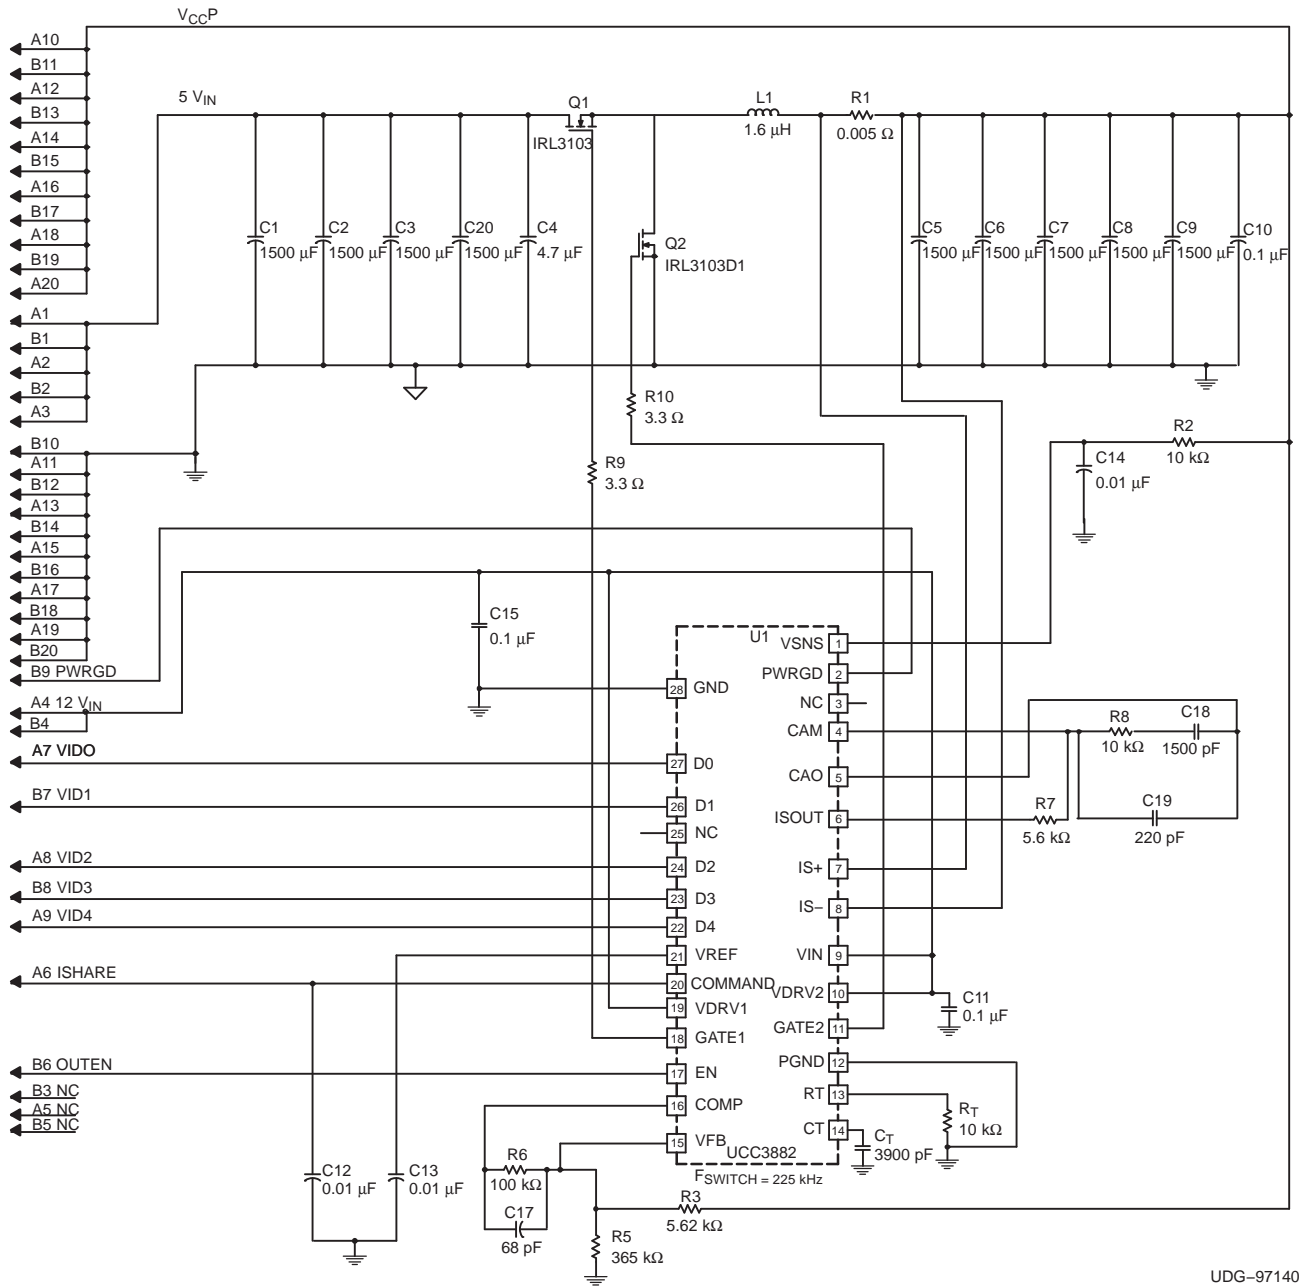 VCCP
A10
B11
A12
B13
A14
B15
A16
B17
A18
B19
A20
A1
B1
A2
B2
A3
B10
A11
B12
A13
B14
A15
B16
A17
B18
A19
B20
B9 PWRGD
A4 12 VIN
B4
A7 VIDO
B7 VID1
A8 VID2
B8 VID3
A9 VID4
A6 ISHARE
B6 OUTEN
B3 NC
A5 NC
B5 NC
5 VIN
Q1
IRL3103
L1
1.6 μH
R1
0.005 Ω
C1
1500 μF
C2
1500 μF
C3
1500 μF
C20
1500 μF
C4
4.7 μF
Q2
IRL3103D1
C5
1500 μF
C6
1500 μF
C7
1500 μF
C8
1500 μF
C9
1500 μF
C10
0.1 μF
R10
3.3 Ω
R9
3.3 Ω
R2
10 kΩ
C14
0.01 μF
C15
0.1 μF
U1
28 GND
27 D0
26 D1
25 NC
24 D2
23 D3
22 D4
21 VREF
20 COMMAND
19 VDRV1
18 GATE1
17 EN
16 COMP
15 VFB
VSNS 1
PWRGD 2
NC 3
CAM 4
CAO 5
ISOUT 6
IS+ 7
IS– 8
VIN 9
VDRV2 10
GATE2 11
PGND 12
RT 13
CT 14
UCC3882
FSWITCH = 225 kHz
R8
10 kΩ
C18
1500 pF
R7
5.6 kΩ
C19
220 pF
C11
0.1 μF
RT
10 kΩ
CT
3900 pF
C12
0.01 μF
C13
0.01 μF
R6
100 kΩ
C17
68 pF
R3
5.62 kΩ
R5
365 kΩ
UDG–97140